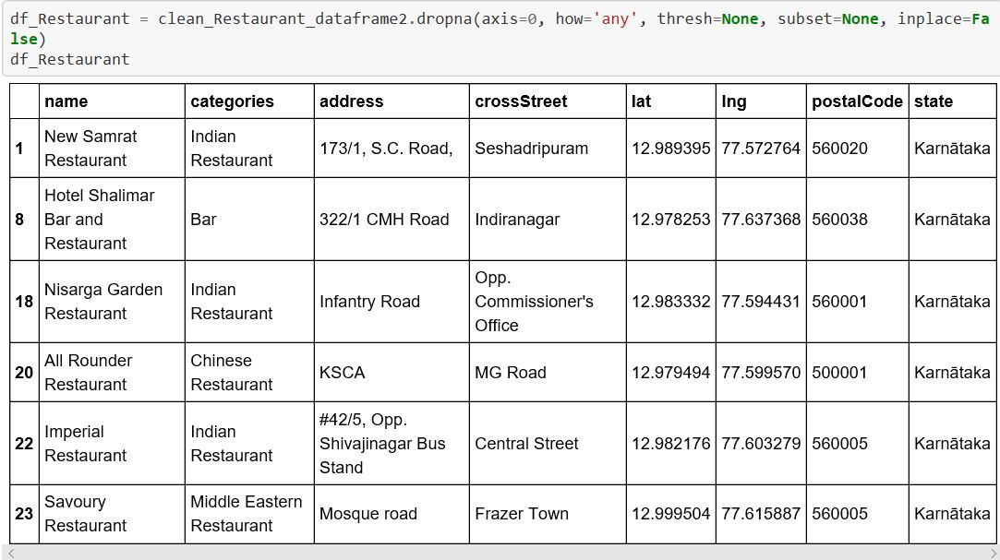 df_Restaurant = clean_Restaurant_dataframe2.dropna(axis=0, how='any', thresh=None, subset=None, inplace=Fa
lse)
df_Restaurant
name categories address crossStreet lat lng postalCode state
1 New Samrat Restaurant Indian Restaurant 173/1, S.C. Road, Seshadripuram 12.989395 77.572764 560020 Karnātaka
8 Hotel Shalimar Bar and Restaurant Bar 322/1 CMH Road Indiranagar 12.978253 77.637368 560038 Karnātaka
18 Nisarga Garden Restaurant Indian Restaurant Infantry Road Opp. Commissioner's Office 12.983332 77.594431 560001 Karnātaka
20 All Rounder Restaurant Chinese Restaurant KSCA MG Road 12.979494 77.599570 500001 Karnātaka
22 Imperial Restaurant Indian Restaurant #42/5, Opp. Shivajinagar Bus Stand Central Street 12.982176 77.603279 560005 Karnātaka
23 Savoury Restaurant Middle Eastern Restaurant Mosque road Frazer Town 12.999504 77.615887 560005 Karnātaka